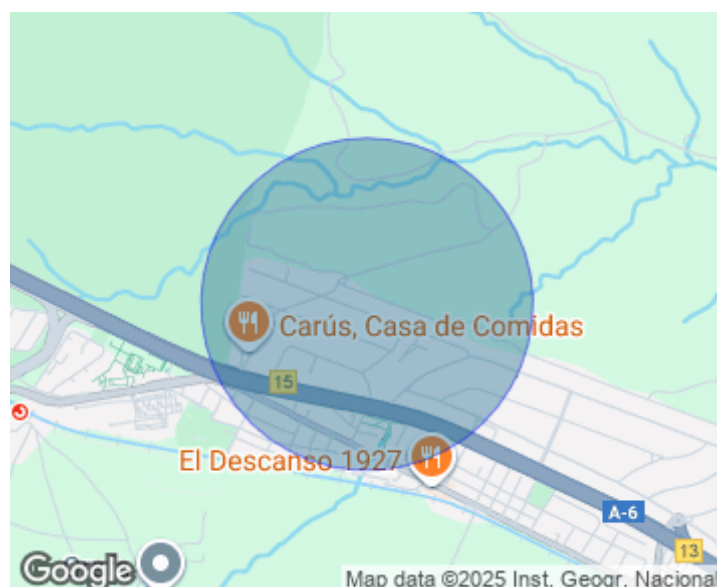 Carús, Casa de Comidas
15
El Descanso 1927
A-6
13
Google
Map data ©2025 Inst. Geogr. Nacional